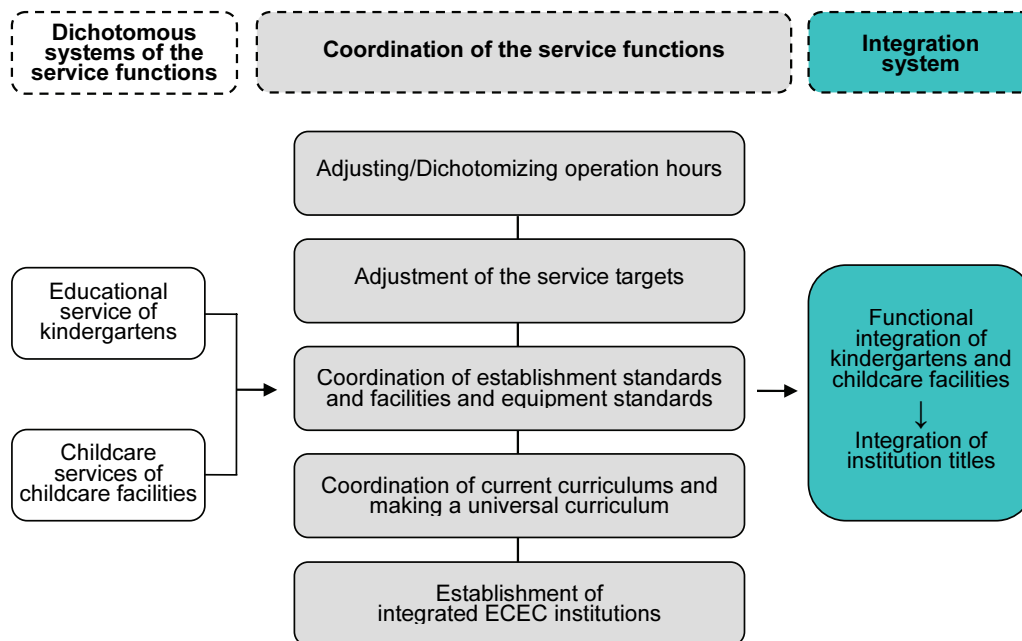 Dichotomous
systems of the
service functions
Coordination of the service functions
Integration
system
Adjusting/Dichotomizing operation hours
Adjustment of the service targets
Educational
service of
kindergartens
Childcare
services of
childcare facilities
Coordination of establishment standards
and facilities and equipment standards
Coordination of current curriculums and
making a universal curriculum
Establishment of
integrated ECEC institutions
Functional
integration of
kindergartens and
childcare facilities
↓
Integration of
institution titles